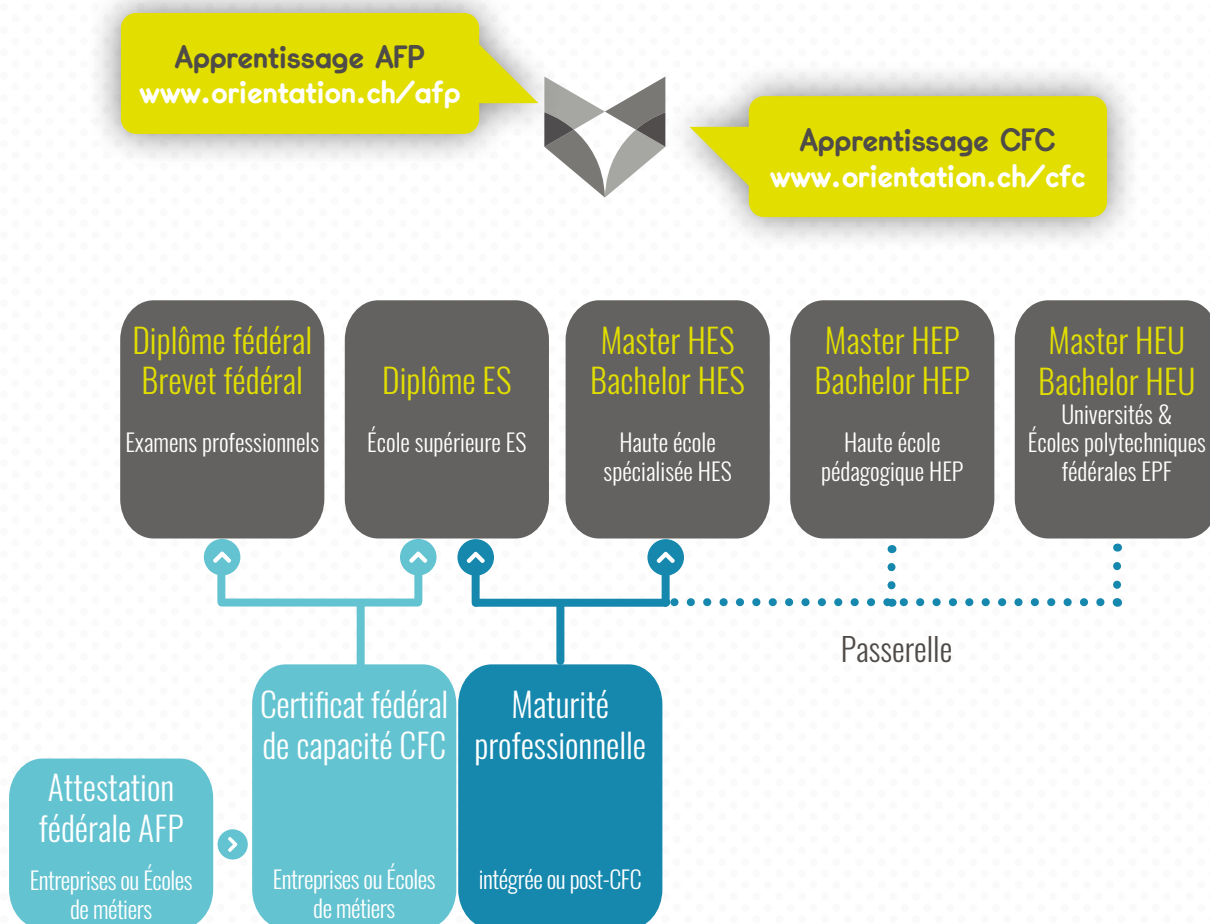 Apprentissage AFP
www.orientation.ch/afp
Apprentissage CFC
www.orientation.ch/cfc
Diplôme fédéral
Brevet fédéral
Examens professionnels
Diplôme ES
École supérieure ES
Master HES
Bachelor HES
Haute école
spécialisée HES
Master HEP
Bachelor HEP
Haute école
pédagogique HEP
Master HEU
Bachelor HEU
Universités &
Écoles polytechniques
fédérales EPF
Passerelle
Certificat fédéral
de capacité CFC
Entreprises ou Écoles
de métiers
Maturité
professionnelle
intégrée ou post-CFC
Attestation
fédérale AFP
Entreprises ou Écoles
de métiers